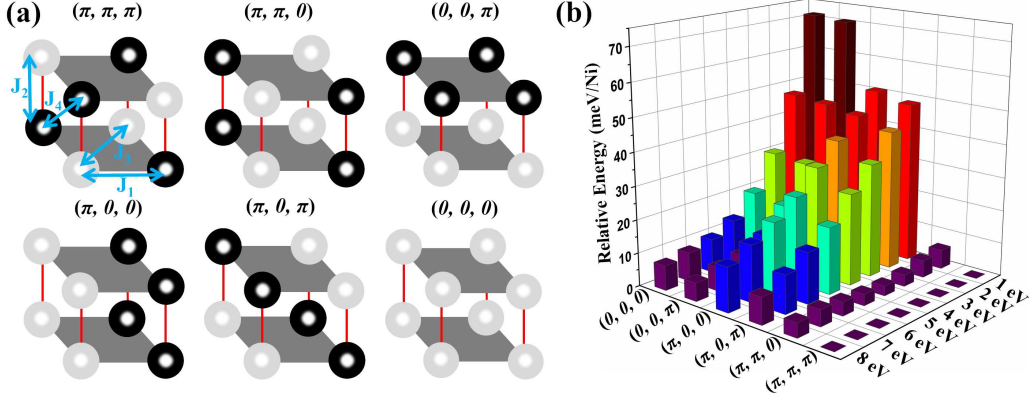 (a)
(π, π, π)
(π, π, 0)
(0, 0, π)
J2
J4
J3
J1
(π, 0, 0)
(π, 0, π)
(0, 0, 0)
(b)
Relative Energy (meV/Ni)
70
60
50
40
30
20
10
0
(0, 0, 0)
(0, 0, π)
(π, 0, 0)
(π, 0, π)
(π, π, 0)
(π, π, π)
1 eV
2 eV
3 eV
4 eV
5 eV
6 eV
7 eV
8 eV